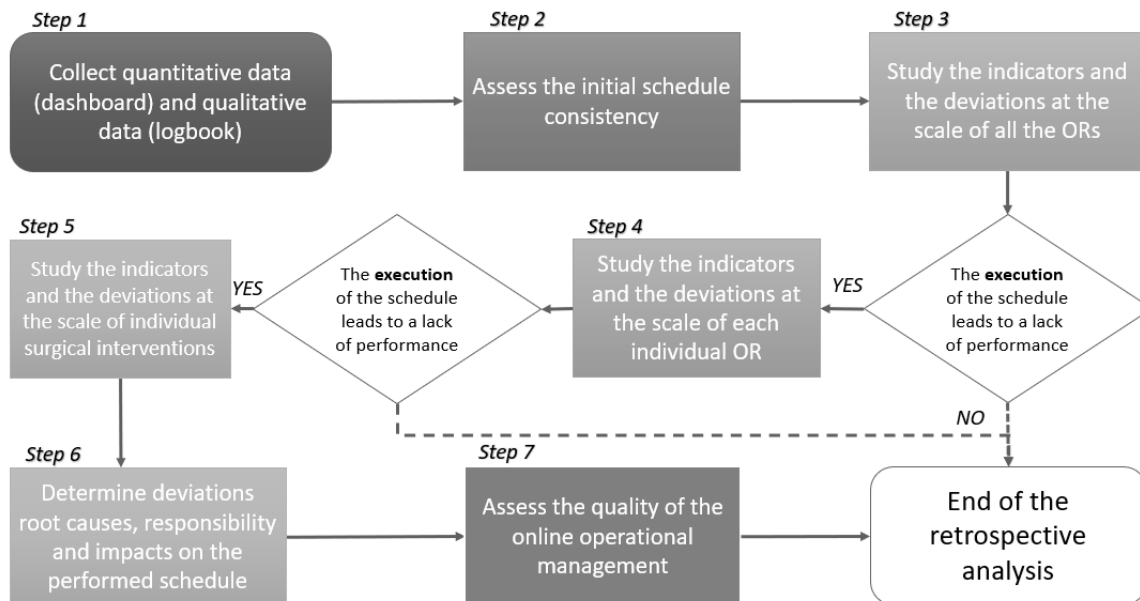 Step 1
Collect quantitative data
(dashboard) and qualitative
data (logbook)
Step 2
Assess the initial schedule
consistency
Step 3
Study the indicators and
the deviations at the
scale of all the ORs
The execution
of the schedule
leads to a lack
of performance
YES
Step 4
Study the indicators
and the deviations at
the scale of each
individual OR
The execution
of the schedule
leads to a lack
of performance
YES
Step 5
Study the indicators
and the deviations at
the scale of individual
surgical interventions
NO
Step 6
Determine deviations
root causes, responsibility
and impacts on the
performed schedule
Step 7
Assess the quality of the
online operational
management
End of the
retrospective
analysis